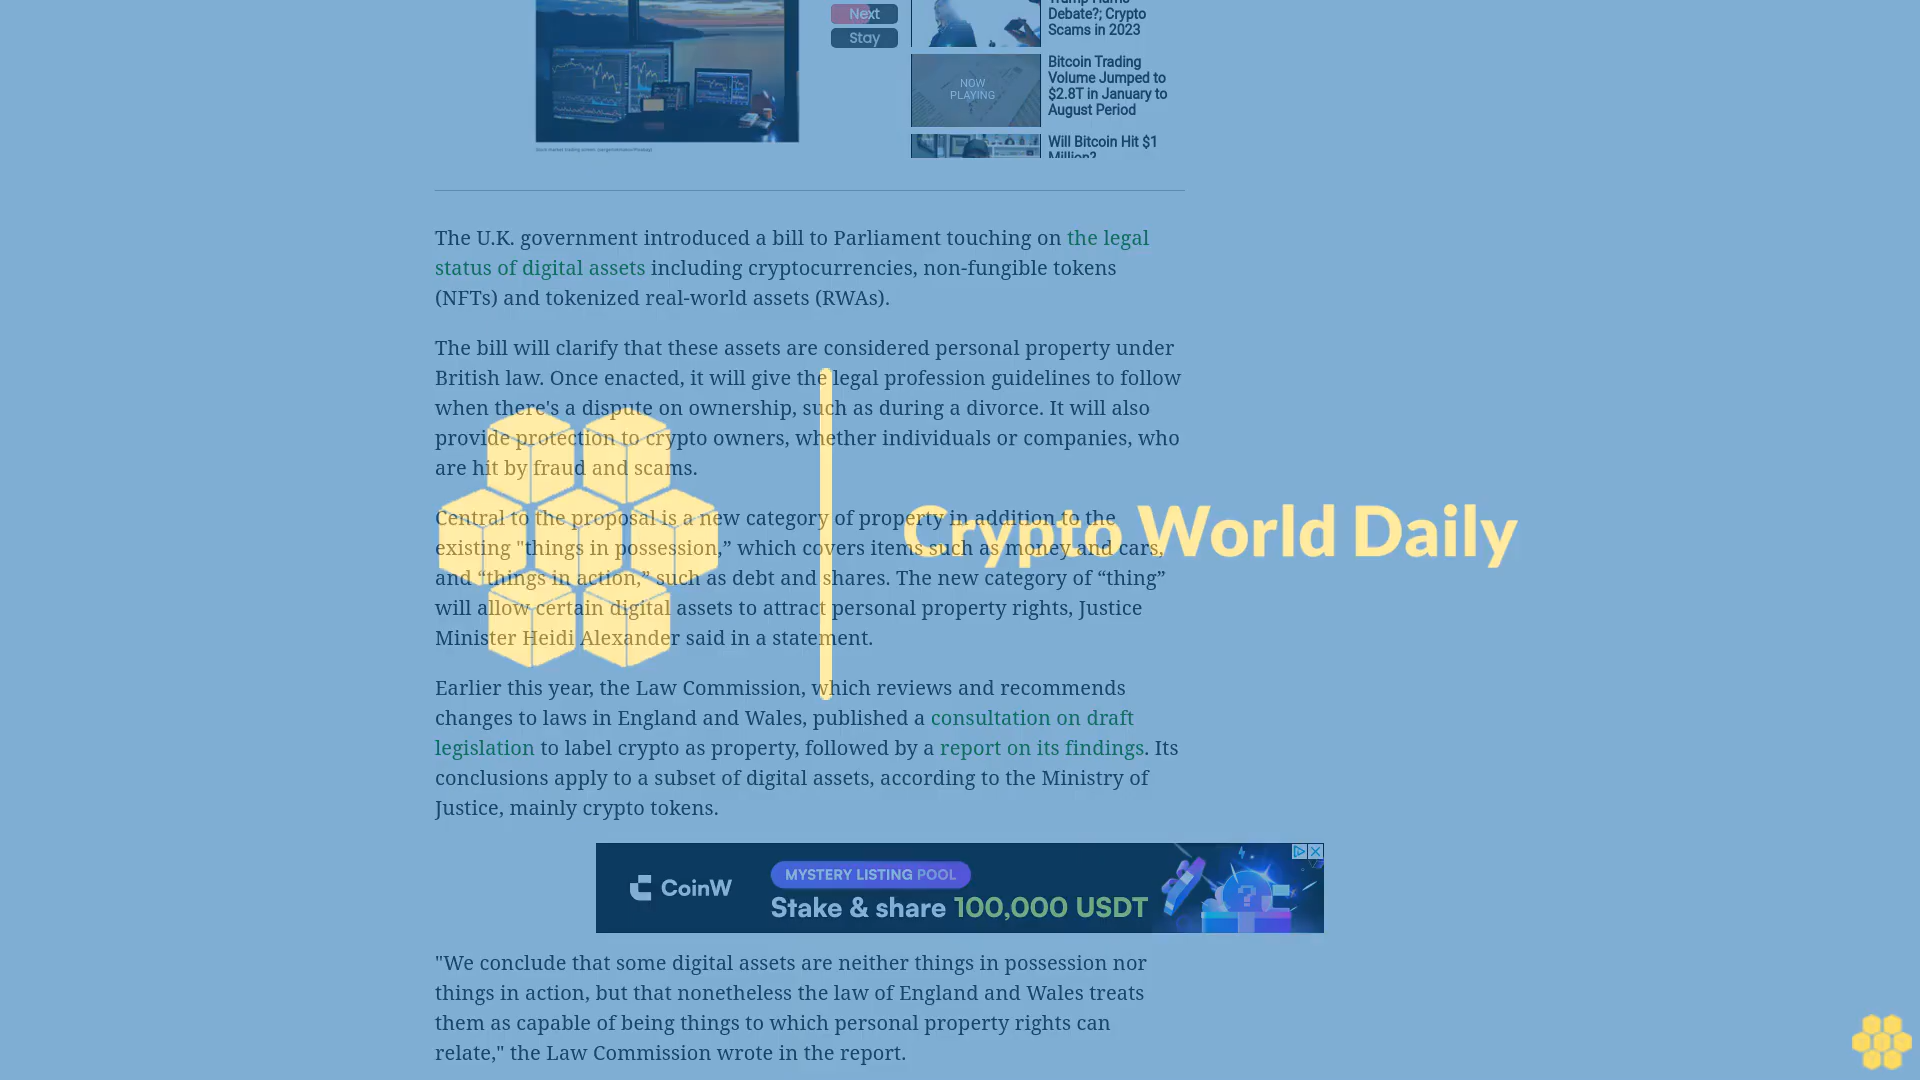 Next
Stay
Debate?; Crypto
Scams in 2023
NOW
PLAYING
Bitcoin Trading
Volume Jumped to
$2.8T in January to
August Period
Will Bitcoin Hit $1
Million?
The U.K. government introduced a bill to Parliament touching on the legal
status of digital assets including cryptocurrencies, non-fungible tokens
(NFTs) and tokenized real-world assets (RWAs).
The bill will clarify that these assets are considered personal property under
British law. Once enacted, it will give the legal profession guidelines to follow
when there's a dispute on ownership, such as during a divorce. It will also
provide protection to crypto owners, whether individuals or companies, who
are hit by fraud and scams.
Central to the proposal is a new category of property in addition to the
existing "things in possession,” which covers items such as money and cars,
and “things in action,” such as debt and shares. The new category of “thing”
will allow certain digital assets to attract personal property rights, Justice
Minister Heidi Alexander said in a statement.
Crypto World Daily
Earlier this year, the Law Commission, which reviews and recommends
changes to laws in England and Wales, published a consultation on draft
legislation to label crypto as property, followed by a report on its findings. Its
conclusions apply to a subset of digital assets, according to the Ministry of
Justice, mainly crypto tokens.
CoinW
MYSTERY LISTING POOL
Stake & share 100,000 USDT
"We conclude that some digital assets are neither things in possession nor
things in action, but that nonetheless the law of England and Wales treats
them as capable of being things to which personal property rights can
relate," the Law Commission wrote in the report.